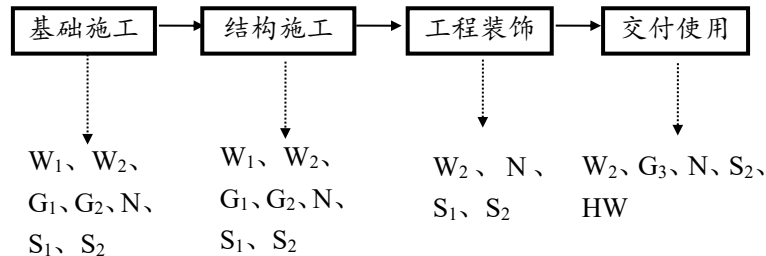 基础施工 结构施工 工程装饰 交付使用
W₁、W₂、
G₁、G₂、N、
S₁、S₂
W₁、W₂、
G₁、G₂、N、
S₁、S₂
W₂、N、
S₁、S₂
W₂、G₃、N、S₂、
HW